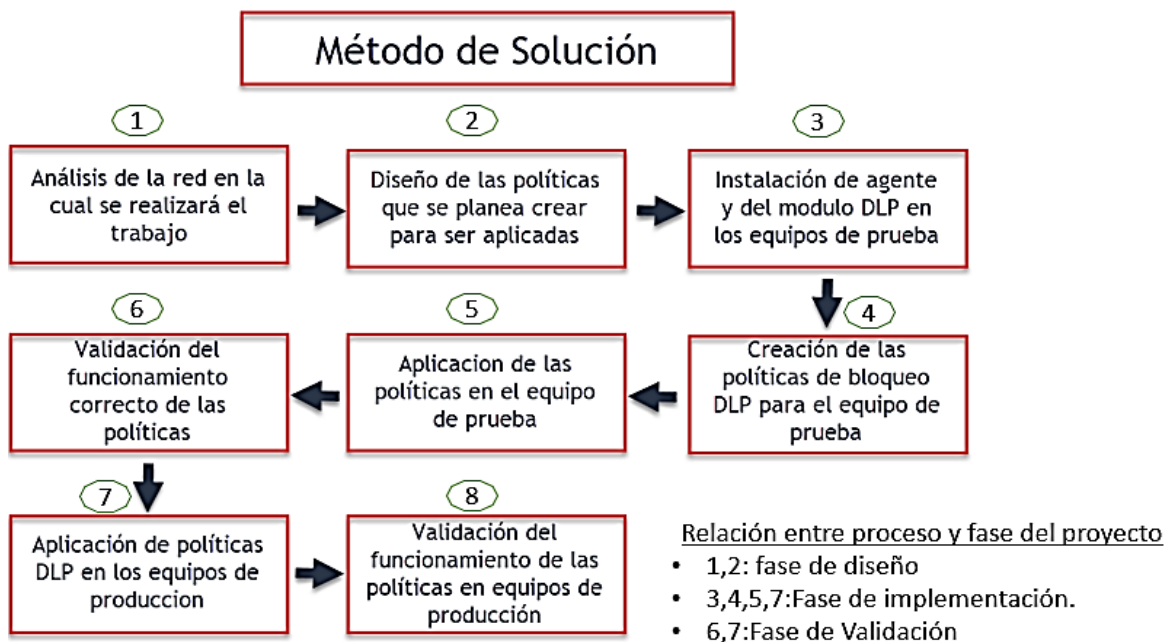 Método de Solución
1
Análisis de la red en la
cual se realizará el
trabajo
2
Diseño de las políticas
que se planea crear
para ser aplicadas
3
Instalación de agente
y del modulo DLP en
los equipos de prueba
4
Creación de las
políticas de bloqueo
DLP para el equipo de
prueba
5
Aplicacion de las
políticas en el equipo
de prueba
6
Validación del
funcionamiento
correcto de las
políticas
7
Aplicación de políticas
DLP en los equipos de
produccion
8
Validación del
funcionamiento de las
políticas en equipos de
producción
Relación entre proceso y fase del proyecto
• 1,2: fase de diseño
• 3,4,5,7:Fase de implementación.
• 6,7:Fase de Validación